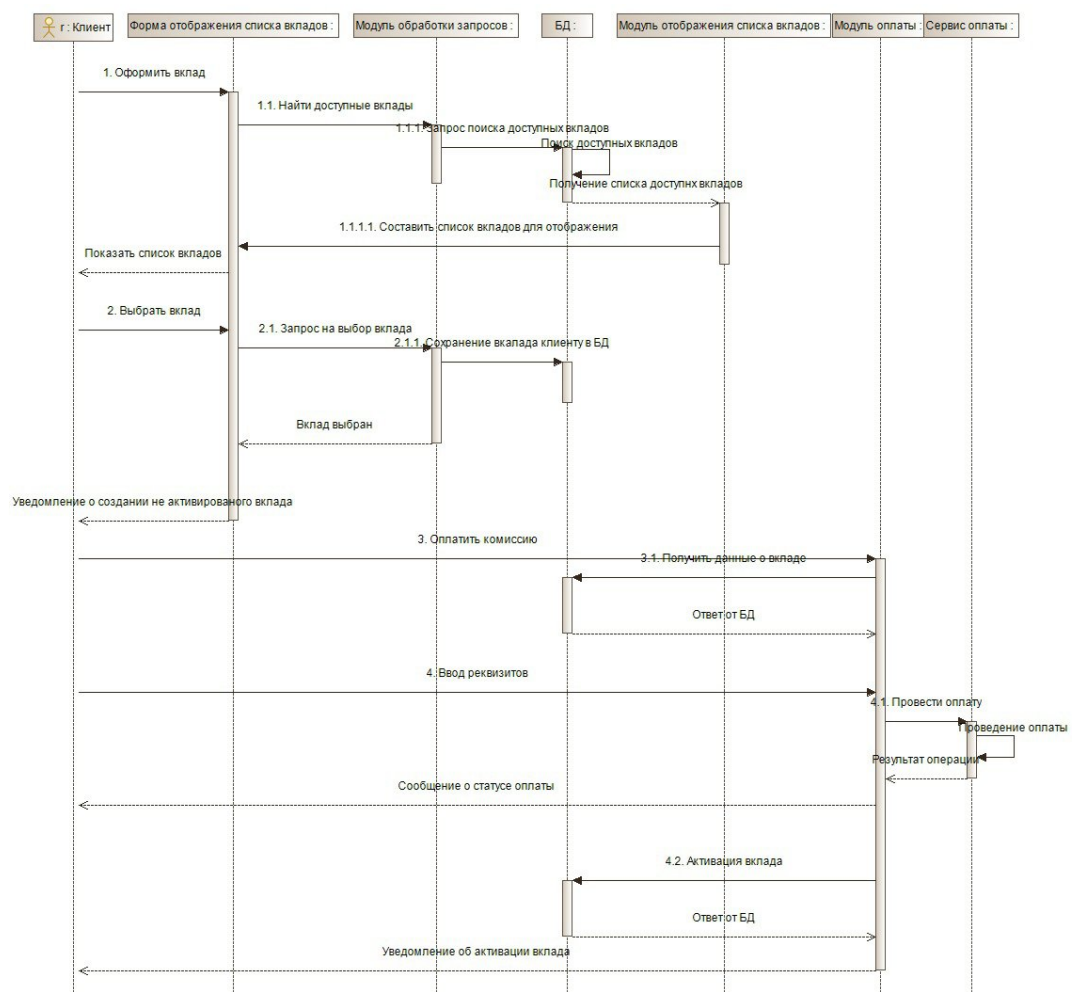 г : Клиент
Форма отображения списка вкладов :
Модуль обработки запросов :
БД :
Модуль отображения списка вкладов :
Модуль оплаты :
Сервис оплаты :
1. Оформить вклад
1.1. Найти доступные вклады
1.1.1. Запрос поиска доступных вкладов
Поиск доступных вкладов
Получение списка доступнх вкладов
1.1.1.1. Составить список вкладов для отображения
Показать список вкладов
2. Выбрать вклад
2.1. Запрос на выбор вклада
2.1.1. Сохранение вкалада клиенту в БД
Вклад выбран
Уведомление о создании не активированого вклада
3. Оплатить комиссию
3.1. Получить данные о вкладе
Ответ от БД
4. Ввод реквизитов
4.1. Провести оплату
Проведение оплаты
Результат операции
Сообщение о статусе оплаты
4.2. Активация вклада
Ответ от БД
Уведомление об активации вклада